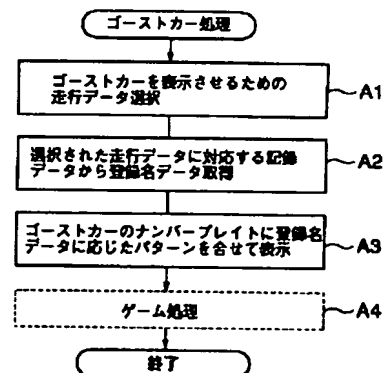 ゴーストカー処理
ゴーストカーを表示させるための
走行データ選択
A1
選択された走行データに対応する記録
データから登録名データ取得
A2
ゴーストカーのナンバープレイトに登録名
データに応じたパターンを合せて表示
A3
ゲーム処理
A4
終了